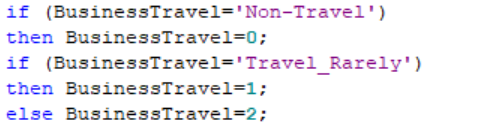 if (BusinessTravel='Non-Travel')
then BusinessTravel=0;
if (BusinessTravel='Travel_Rarely')
then BusinessTravel=1;
else BusinessTravel=2;